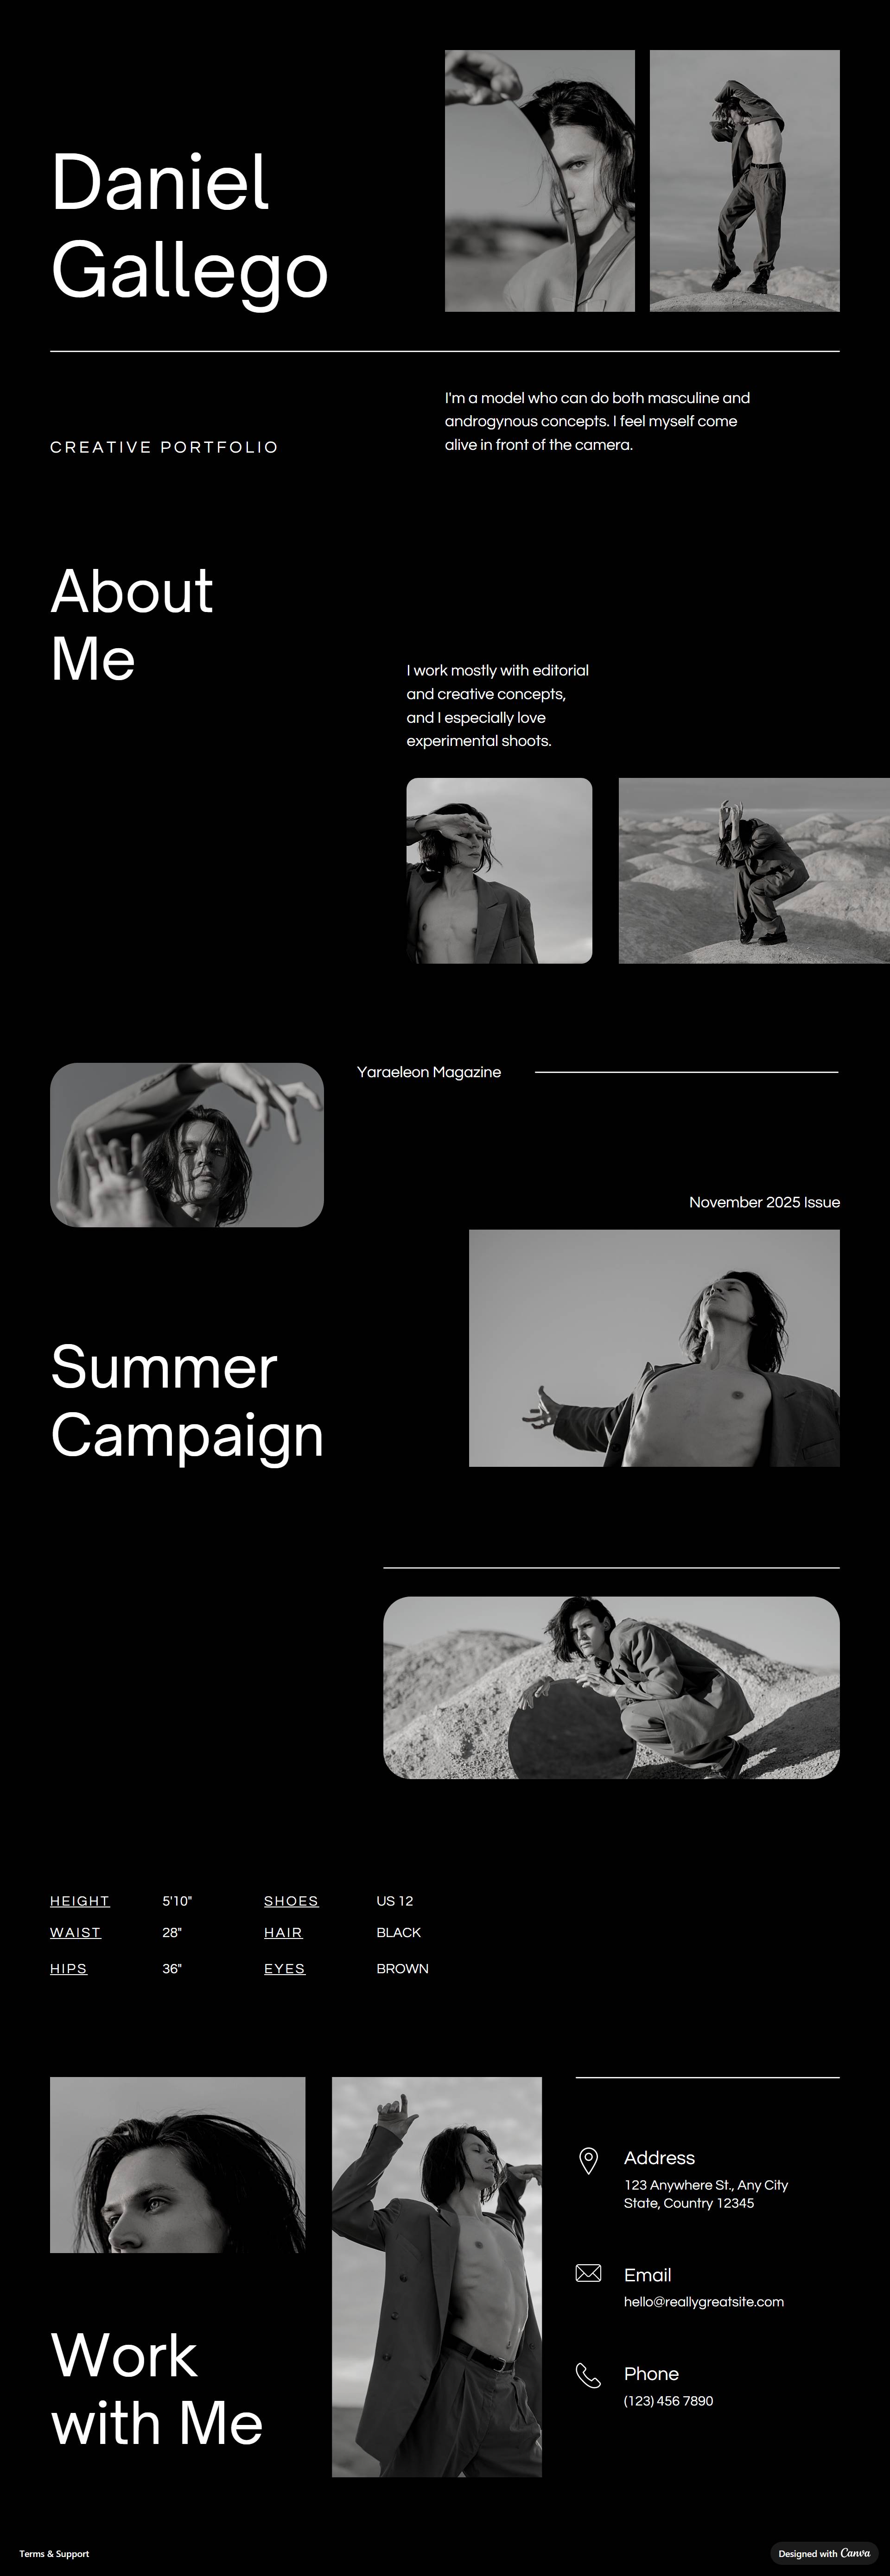 Daniel
Gallego
CREATIVE PORTFOLIO
I'm a model who can do both masculine and
androgynous concepts. I feel myself come
alive in front of the camera.
About
Me
I work mostly with editorial
and creative concepts,
and I especially love
experimental shoots.
Yaraeleon Magazine
November 2025 Issue
Summer
Campaign
HEIGHT 5'10" SHOES US 12
WAIST 28" HAIR BLACK
HIPS 36" EYES BROWN
Work
with Me
Address
123 Anywhere St., Any City
State, Country 12345
Email
hello@reallygreatsite.com
Phone
(123) 456 7890
Terms & Support
Designed with Canva